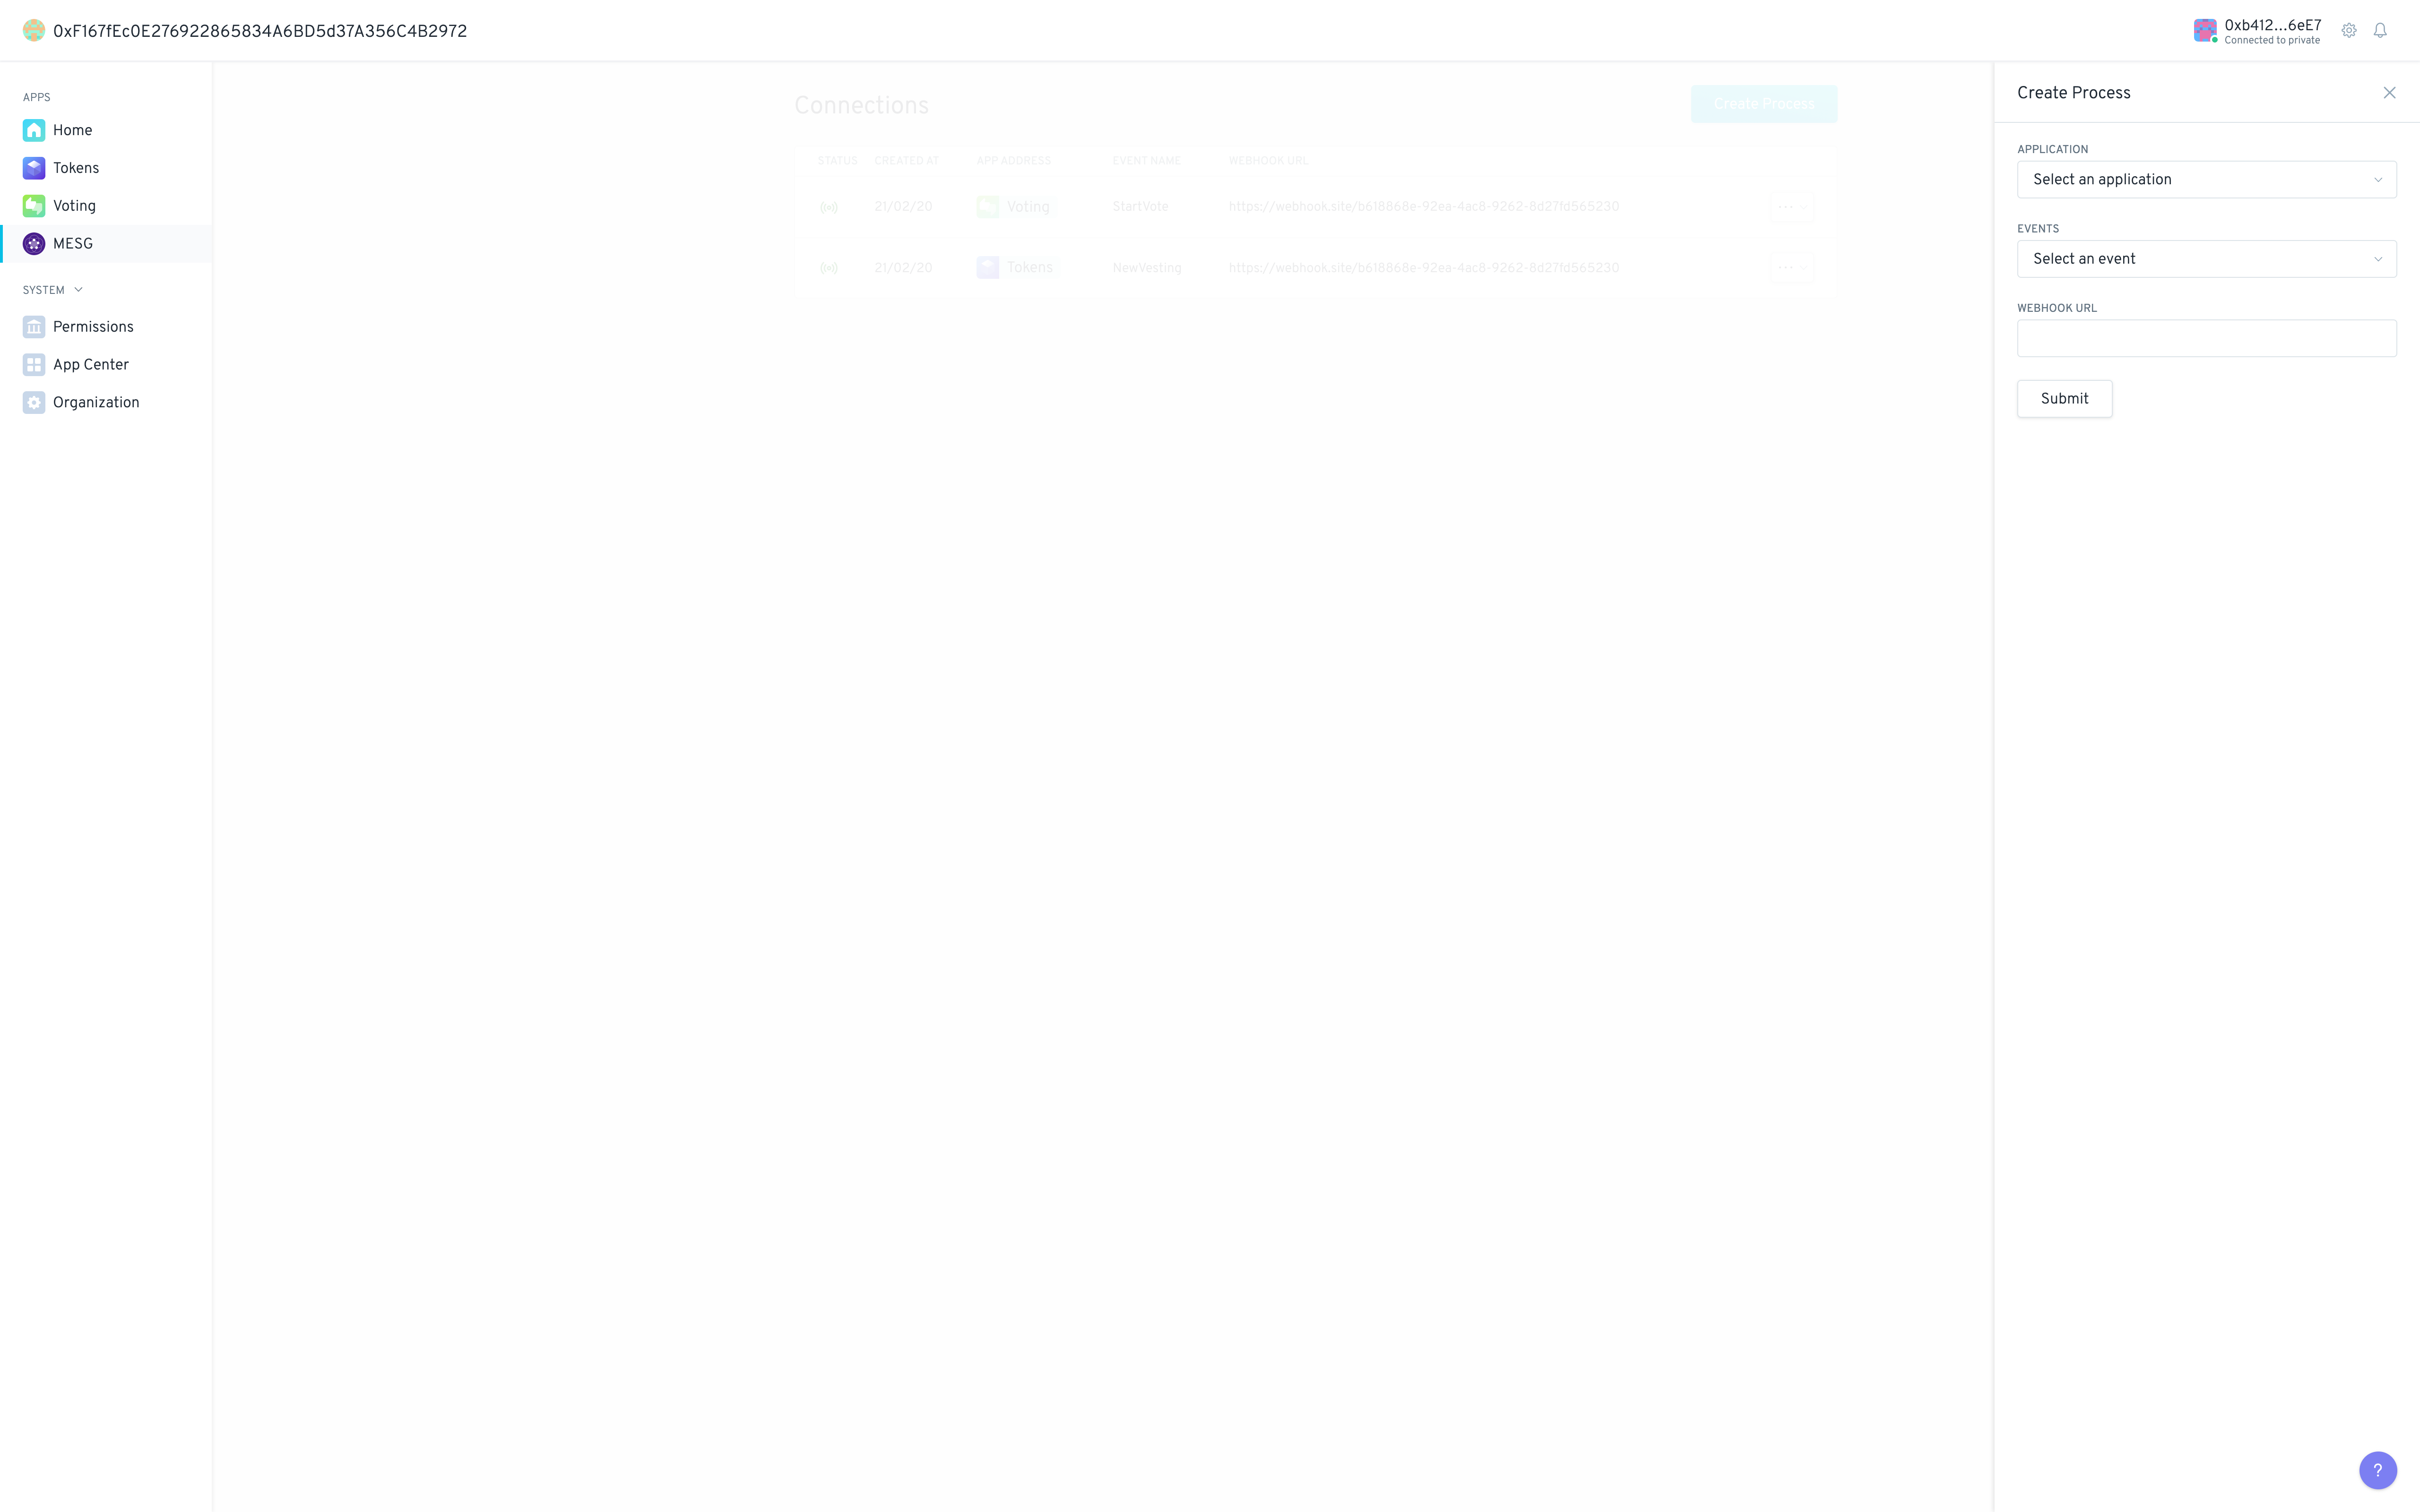 0xF167fEc0E276922865834A6BD5d37A356C4B2972
0xb412…6eE7
Connected to private
APPS
Home
Tokens
Voting
MESG
SYSTEM
Permissions
App Center
Organization
Connections
Create Process
STATUS CREATED AT APP ADDRESS EVENT NAME WEBHOOK URL
21/02/20 Voting StartVote https://webhook.site/b618868e-92ea-4ac8-9262-8d27fd565230
21/02/20 Tokens NewVesting https://webhook.site/b618868e-92ea-4ac8-9262-8d27fd565230
Create Process
APPLICATION
Select an application
EVENTS
Select an event
WEBHOOK URL
Submit
?